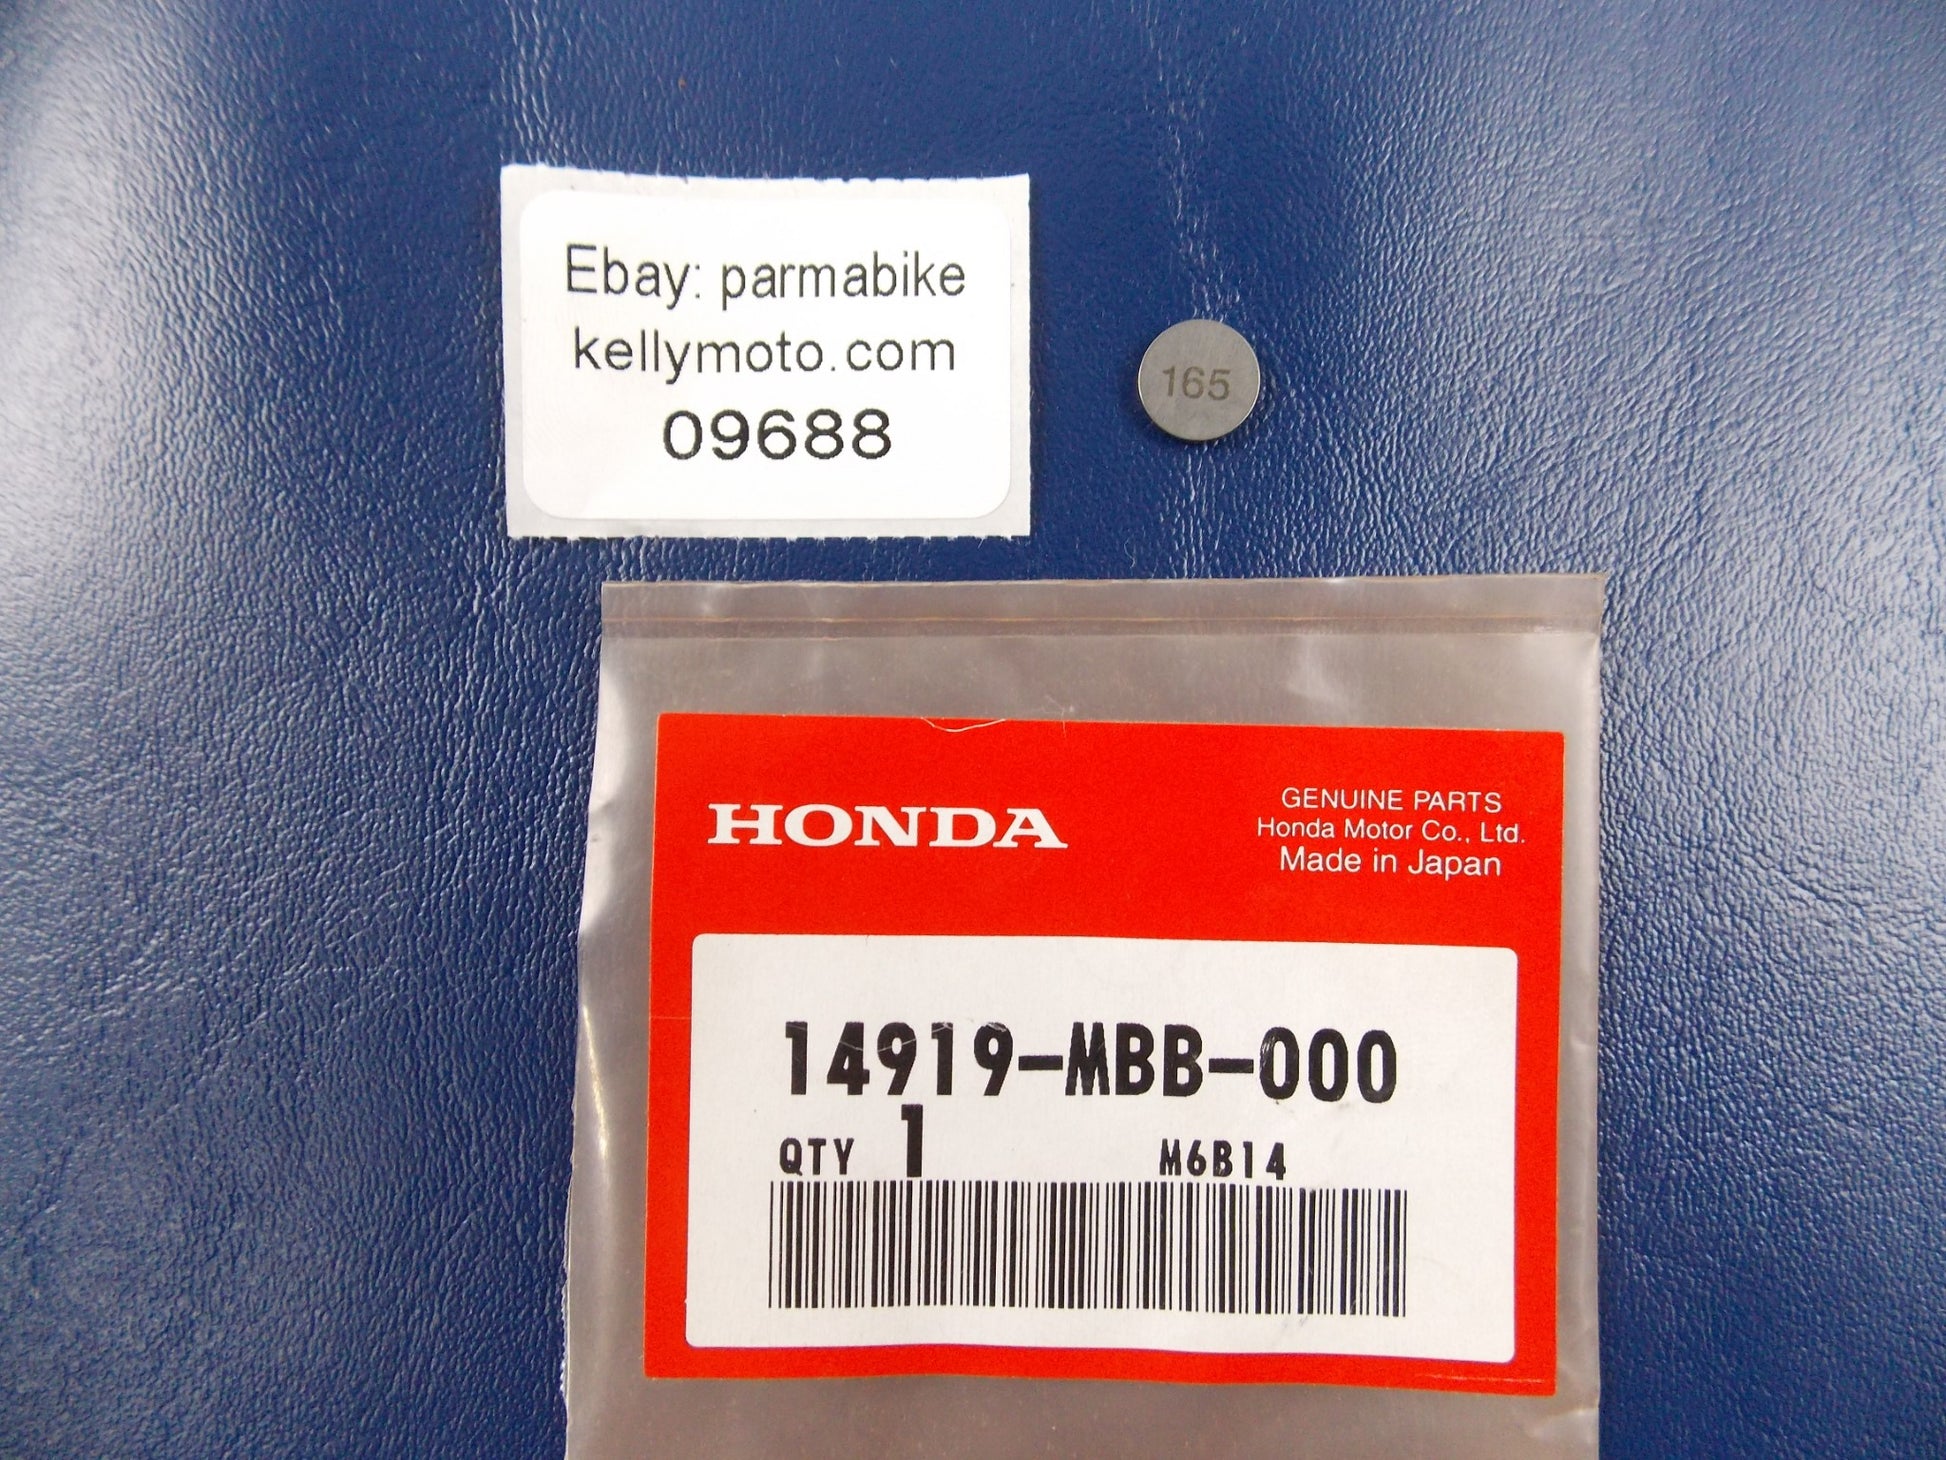 Ebay: parmabike
kellymoto.com
09688
165
HONDA
GENUINE PARTS
Honda Motor Co., Ltd.
Made in Japan
14919-MBB-000
QTY 1 M6B14